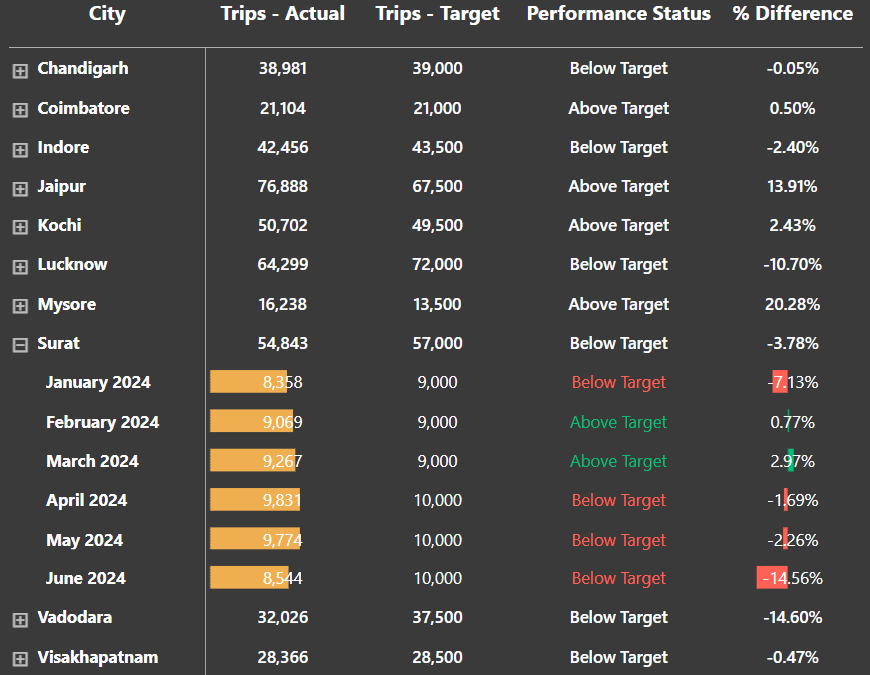 City Trips - Actual Trips - Target Performance Status % Difference
Chandigarh 38,981 39,000 Below Target -0.05%
Coimbatore 21,104 21,000 Above Target 0.50%
Indore 42,456 43,500 Below Target -2.40%
Jaipur 76,888 67,500 Above Target 13.91%
Kochi 50,702 49,500 Above Target 2.43%
Lucknow 64,299 72,000 Below Target -10.70%
Mysore 16,238 13,500 Above Target 20.28%
Surat 54,843 57,000 Below Target -3.78%
January 2024 8,358 9,000 Below Target -7.13%
February 2024 9,069 9,000 Above Target 0.77%
March 2024 9,267 9,000 Above Target 2.97%
April 2024 9,831 10,000 Below Target -1.69%
May 2024 9,774 10,000 Below Target -2.26%
June 2024 8,544 10,000 Below Target -14.56%
Vadodara 32,026 37,500 Below Target -14.60%
Visakhapatnam 28,366 28,500 Below Target -0.47%